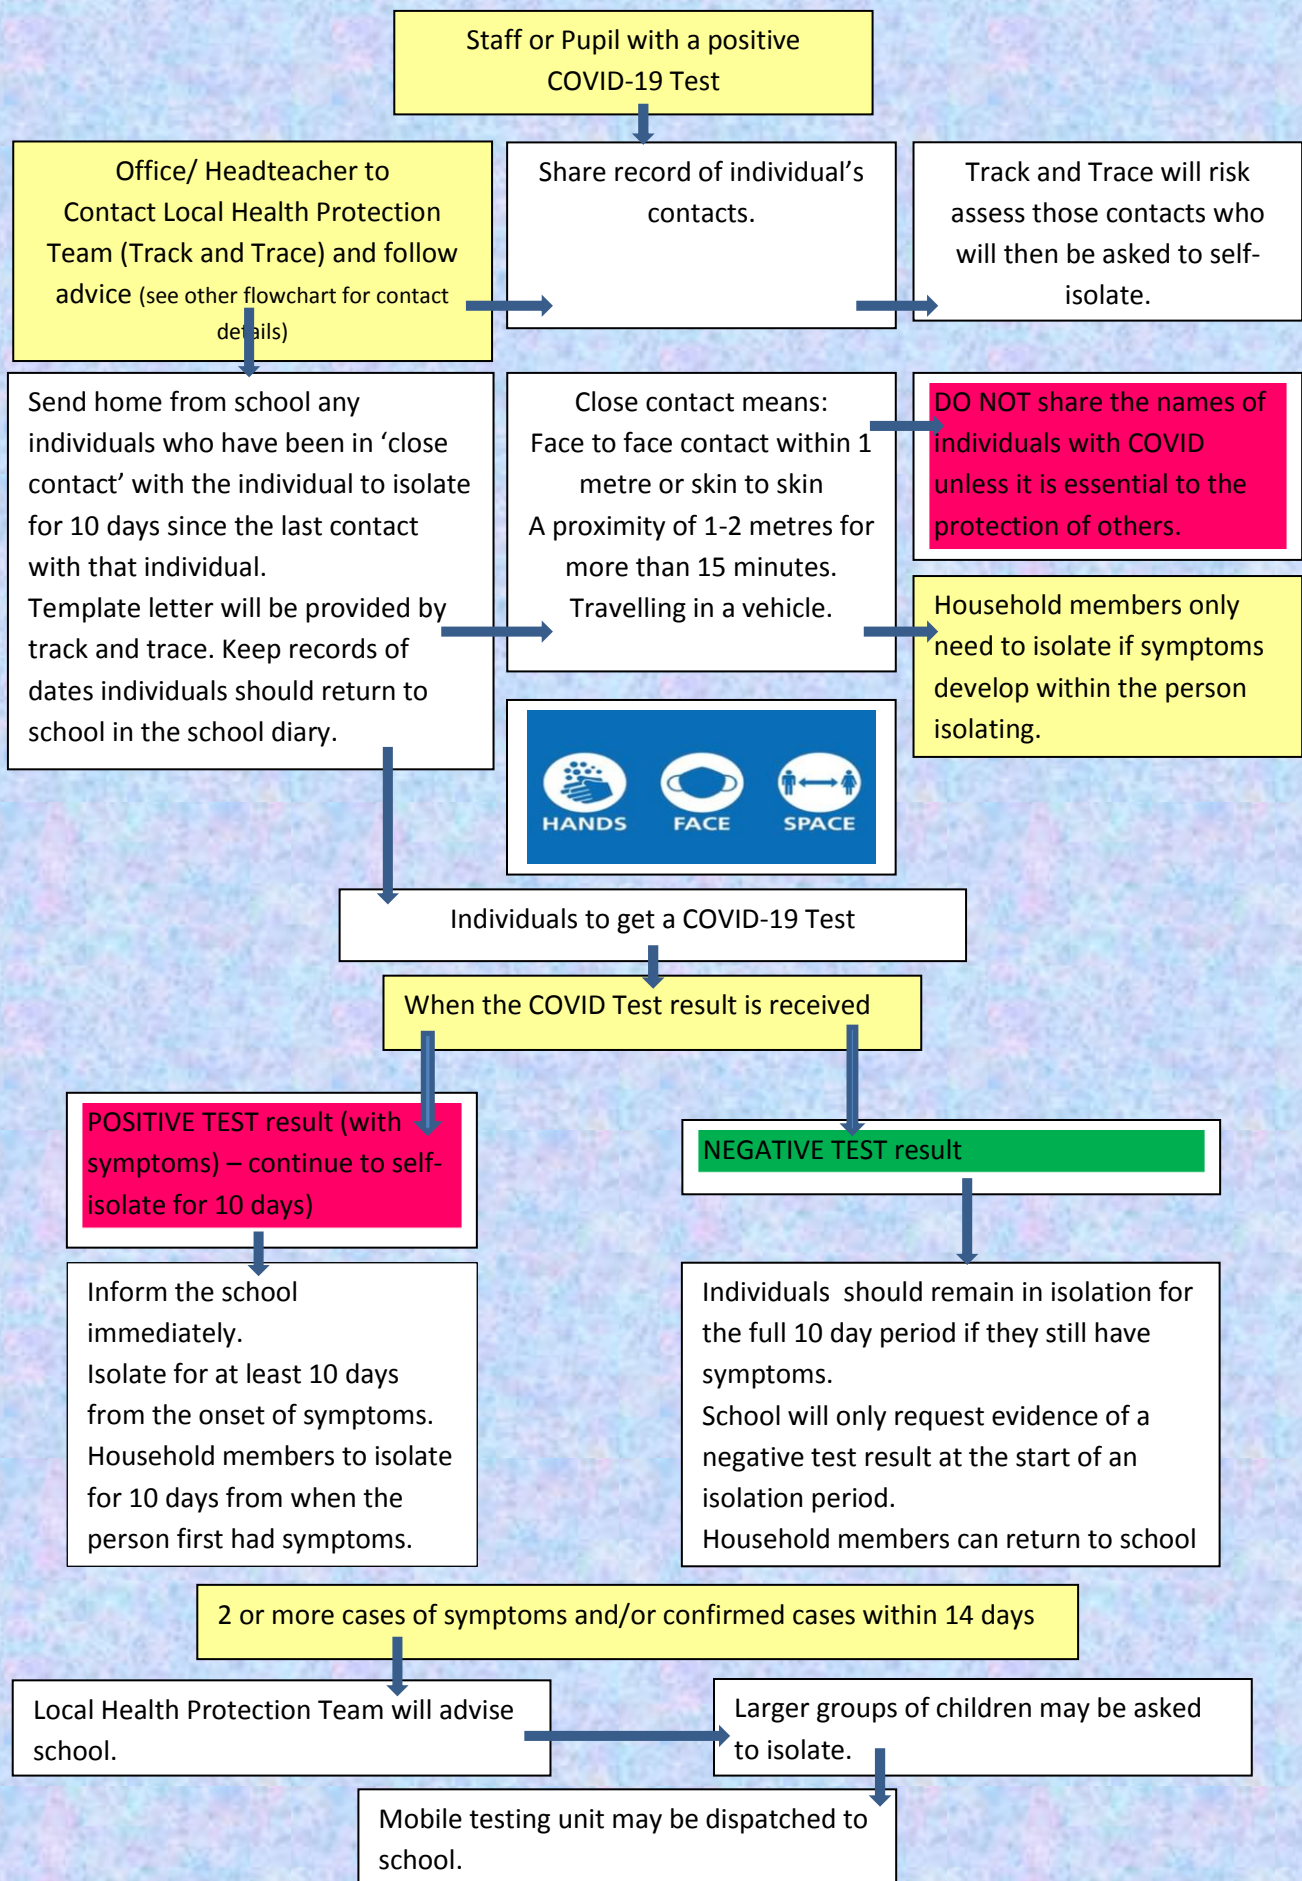 Staff or Pupil with a positive
COVID-19 Test
Office/ Headteacher to
Contact Local Health Protection
Team (Track and Trace) and follow
advice (see other flowchart for contact
details)
Share record of individual's
contacts.
Track and Trace will risk
assess those contacts who
will then be asked to self-
isolate.
Send home from school any
individuals who have been in ‘close
contact’ with the individual to isolate
for 10 days since the last contact
with that individual.
Template letter will be provided by
track and trace. Keep records of
dates individuals should return to
school in the school diary.
Close contact means:
Face to face contact within 1
metre or skin to skin
A proximity of 1-2 metres for
more than 15 minutes.
Travelling in a vehicle.
DO NOT share the names of
individuals with COVID
unless it is essential to the
protection of others.
Household members only
need to isolate if symptoms
develop within the person
isolating.
HANDS FACE SPACE
Individuals to get a COVID-19 Test
When the COVID Test result is received
POSITIVE TEST result (with
symptoms) – continue to self-
isolate for 10 days)
NEGATIVE TEST result
Inform the school
immediately.
Isolate for at least 10 days
from the onset of symptoms.
Household members to isolate
for 10 days from when the
person first had symptoms.
Individuals  should remain in isolation for
the full 10 day period if they still have
symptoms.
School will only request evidence of a
negative test result at the start of an
isolation period.
Household members can return to school
2 or more cases of symptoms and/or confirmed cases within 14 days
Local Health Protection Team will advise
school.
Larger groups of children may be asked
to isolate.
Mobile testing unit may be dispatched to
school.